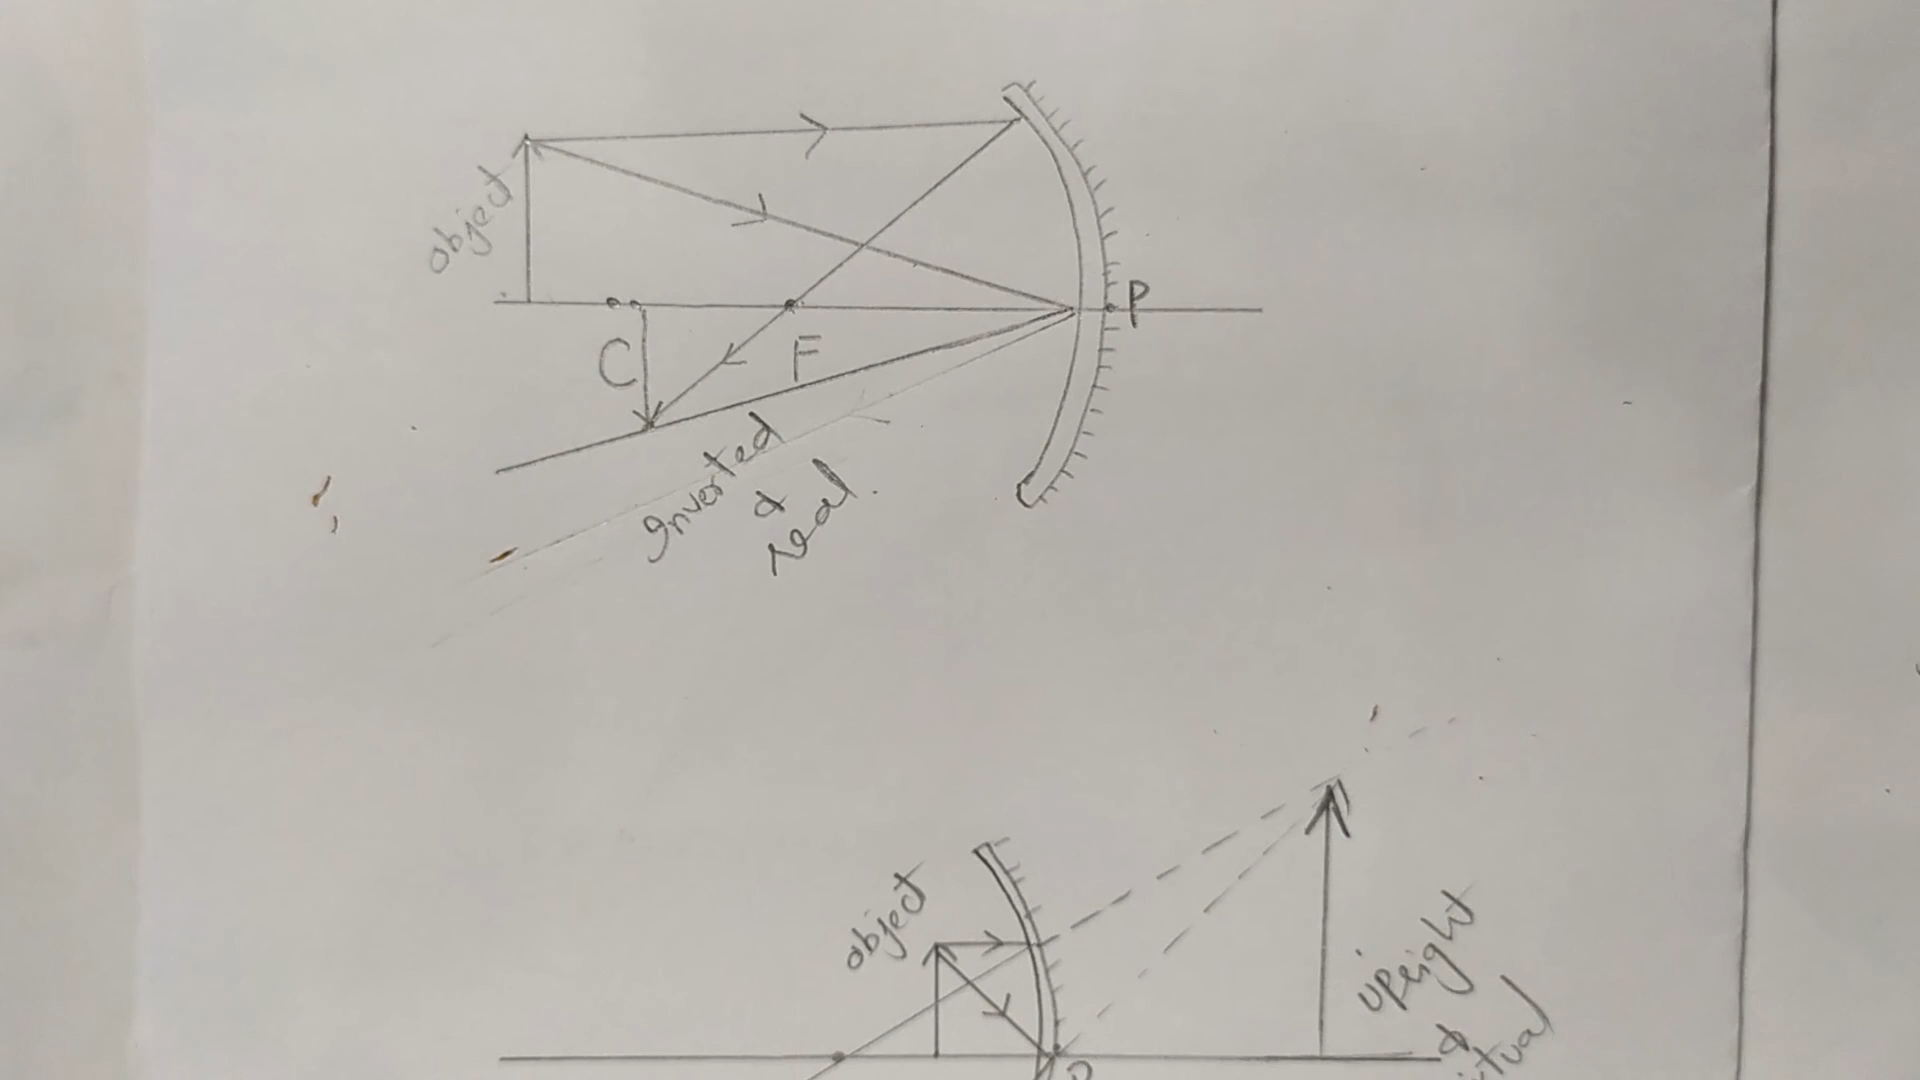 object
P
C
F
Inverted
&
real.
object
upright
&